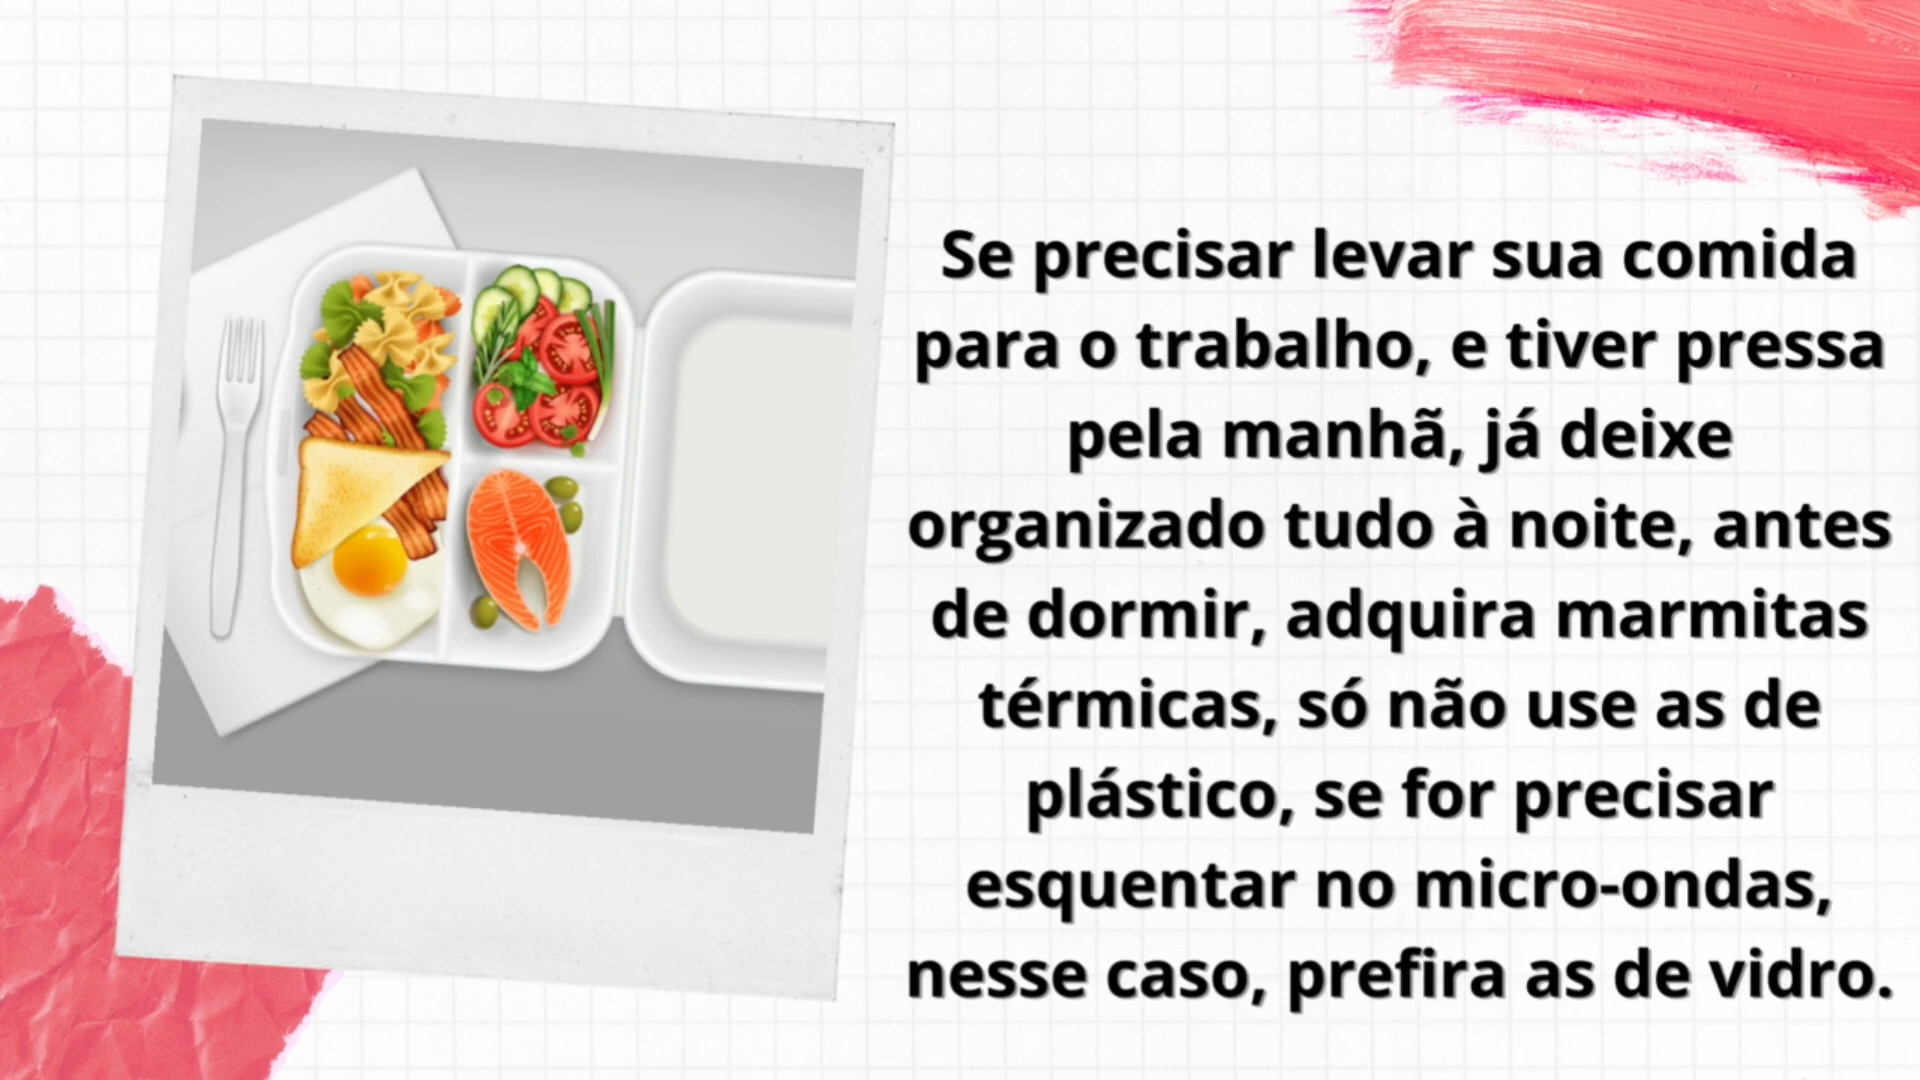 Se precisar levar sua comida
para o trabalho, e tiver pressa
pela manhã, já deixe
organizado tudo à noite, antes
de dormir, adquira marmitas
térmicas, só não use as de
plástico, se for precisar
esquentar no micro-ondas,
nesse caso, prefira as de vidro.